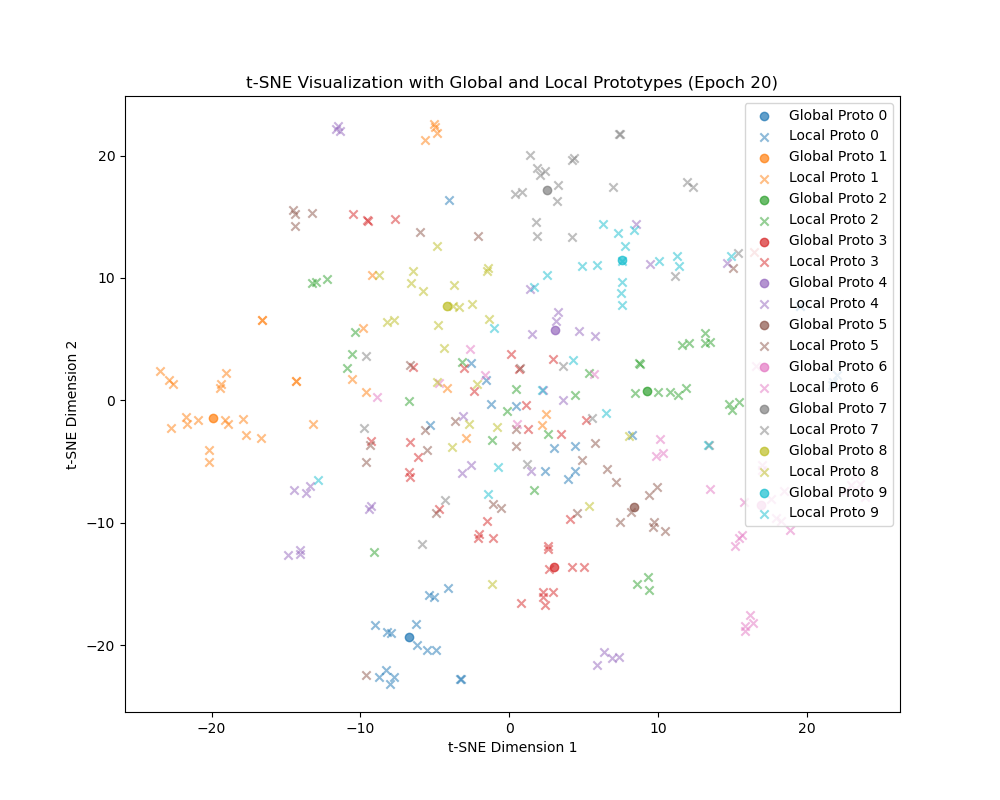 t-SNE Visualization with Global and Local Prototypes (Epoch 20)
Global Proto 0
Local Proto 0
Global Proto 1
Local Proto 1
Global Proto 2
Local Proto 2
Global Proto 3
Local Proto 3
Global Proto 4
Local Proto 4
Global Proto 5
Local Proto 5
Global Proto 6
Local Proto 6
Global Proto 7
Local Proto 7
Global Proto 8
Local Proto 8
Global Proto 9
Local Proto 9
t-SNE Dimension 2
20
10
0
−10
−20
−20 −10 0 10 20
t-SNE Dimension 1